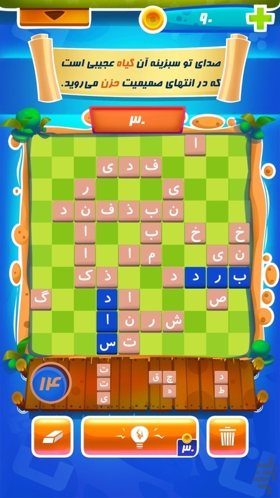 ۹۰
صدای تو سبزینه آن گیاه عجیبی است
که در انتهای صمیمیت حزن می‌روید.
۳۰
ا
ف د ی
ی ر
ن ب ذ ف ن د
خ خ ب ا
ن ی ا م ی ا
ب ر د د د ذ ک
ص ا د گ
ش ر ن ا ا
ت س
۱۴
ت
ت
ی
ق چ
ه
د
ط
۳۰